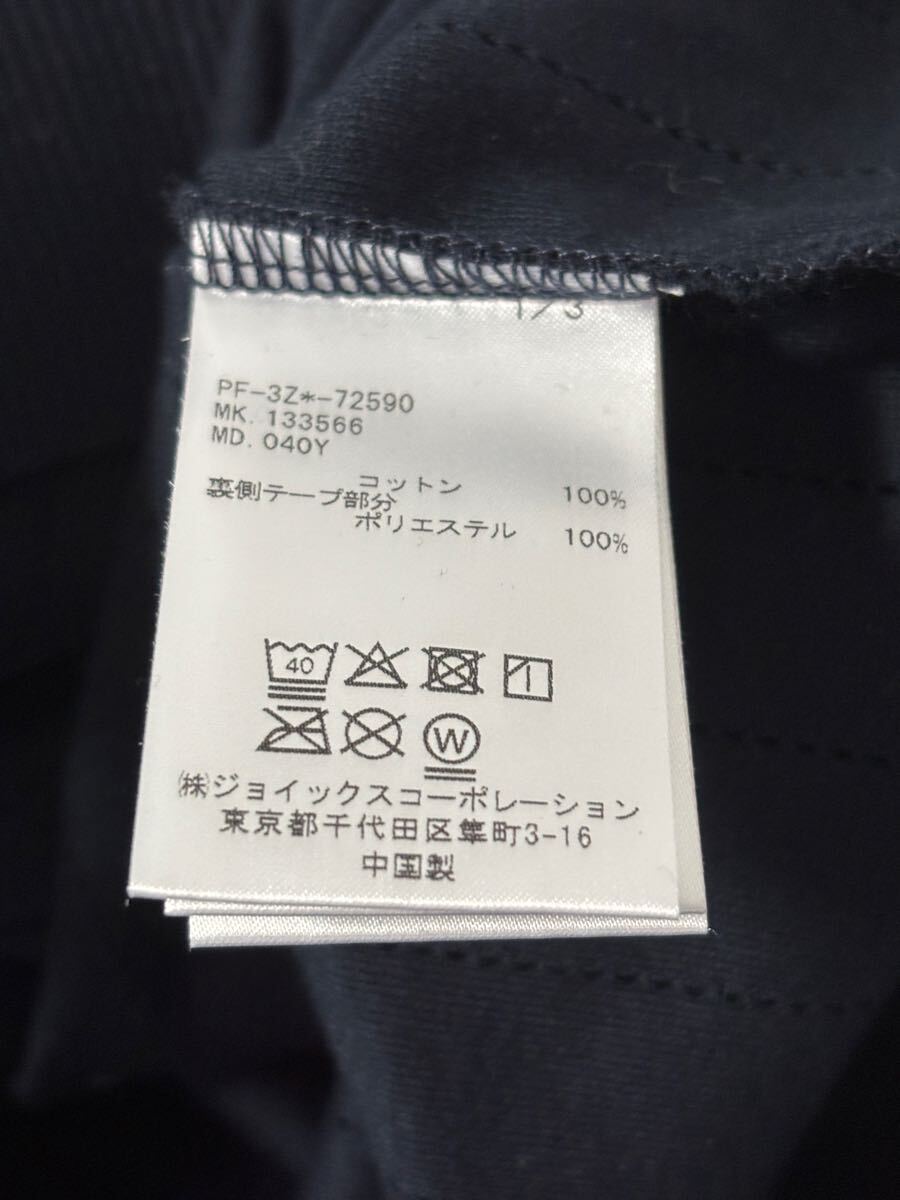 1/3
PF-3Z*-72590
MK. 133566
MD. 040Y
コットン 100%
裏側テープ部分
ポリエステル 100%
40
W
㈱ジョイックスコーポレーション
東京都千代田区隼町3-16
中国製